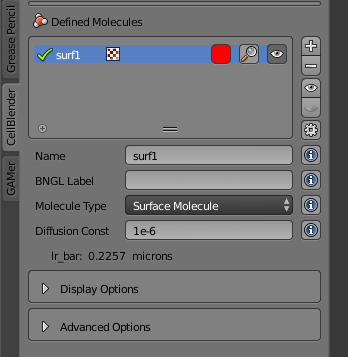 Grease Pencil
CellBlender
GAMer
Defined Molecules
surf1
Name surf1
BNGL Label
Molecule Type Surface Molecule
Diffusion Const 1e-6
lr_bar: 0.2257 microns
Display Options
Advanced Options